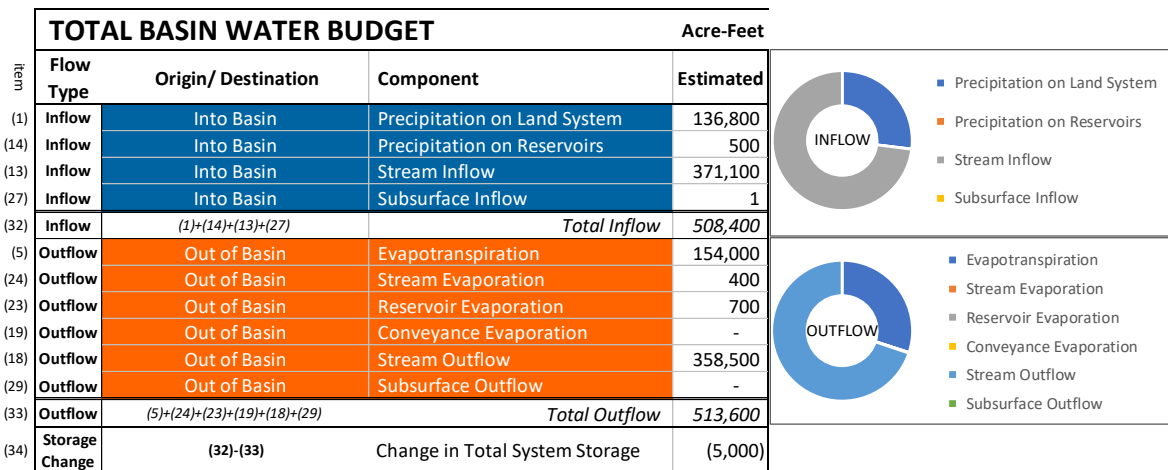 TOTAL BASIN WATER BUDGET Acre-Feet
item Flow Type Origin/ Destination Component Estimated
(1) Inflow Into Basin Precipitation on Land System 136,800
(14) Inflow Into Basin Precipitation on Reservoirs 500
(13) Inflow Into Basin Stream Inflow 371,100
(27) Inflow Into Basin Subsurface Inflow 1
(32) Inflow (1)+(14)+(13)+(27) Total Inflow 508,400
(5) Outflow Out of Basin Evapotranspiration 154,000
(24) Outflow Out of Basin Stream Evaporation 400
(23) Outflow Out of Basin Reservoir Evaporation 700
(19) Outflow Out of Basin Conveyance Evaporation -
(18) Outflow Out of Basin Stream Outflow 358,500
(29) Outflow Out of Basin Subsurface Outflow -
(33) Outflow (5)+(24)+(23)+(19)+(18)+(29) Total Outflow 513,600
(34) Storage Change (32)-(33) Change in Total System Storage (5,000)
INFLOW
Precipitation on Land System
Precipitation on Reservoirs
Stream Inflow
Subsurface Inflow
OUTFLOW
Evapotranspiration
Stream Evaporation
Reservoir Evaporation
Conveyance Evaporation
Stream Outflow
Subsurface Outflow